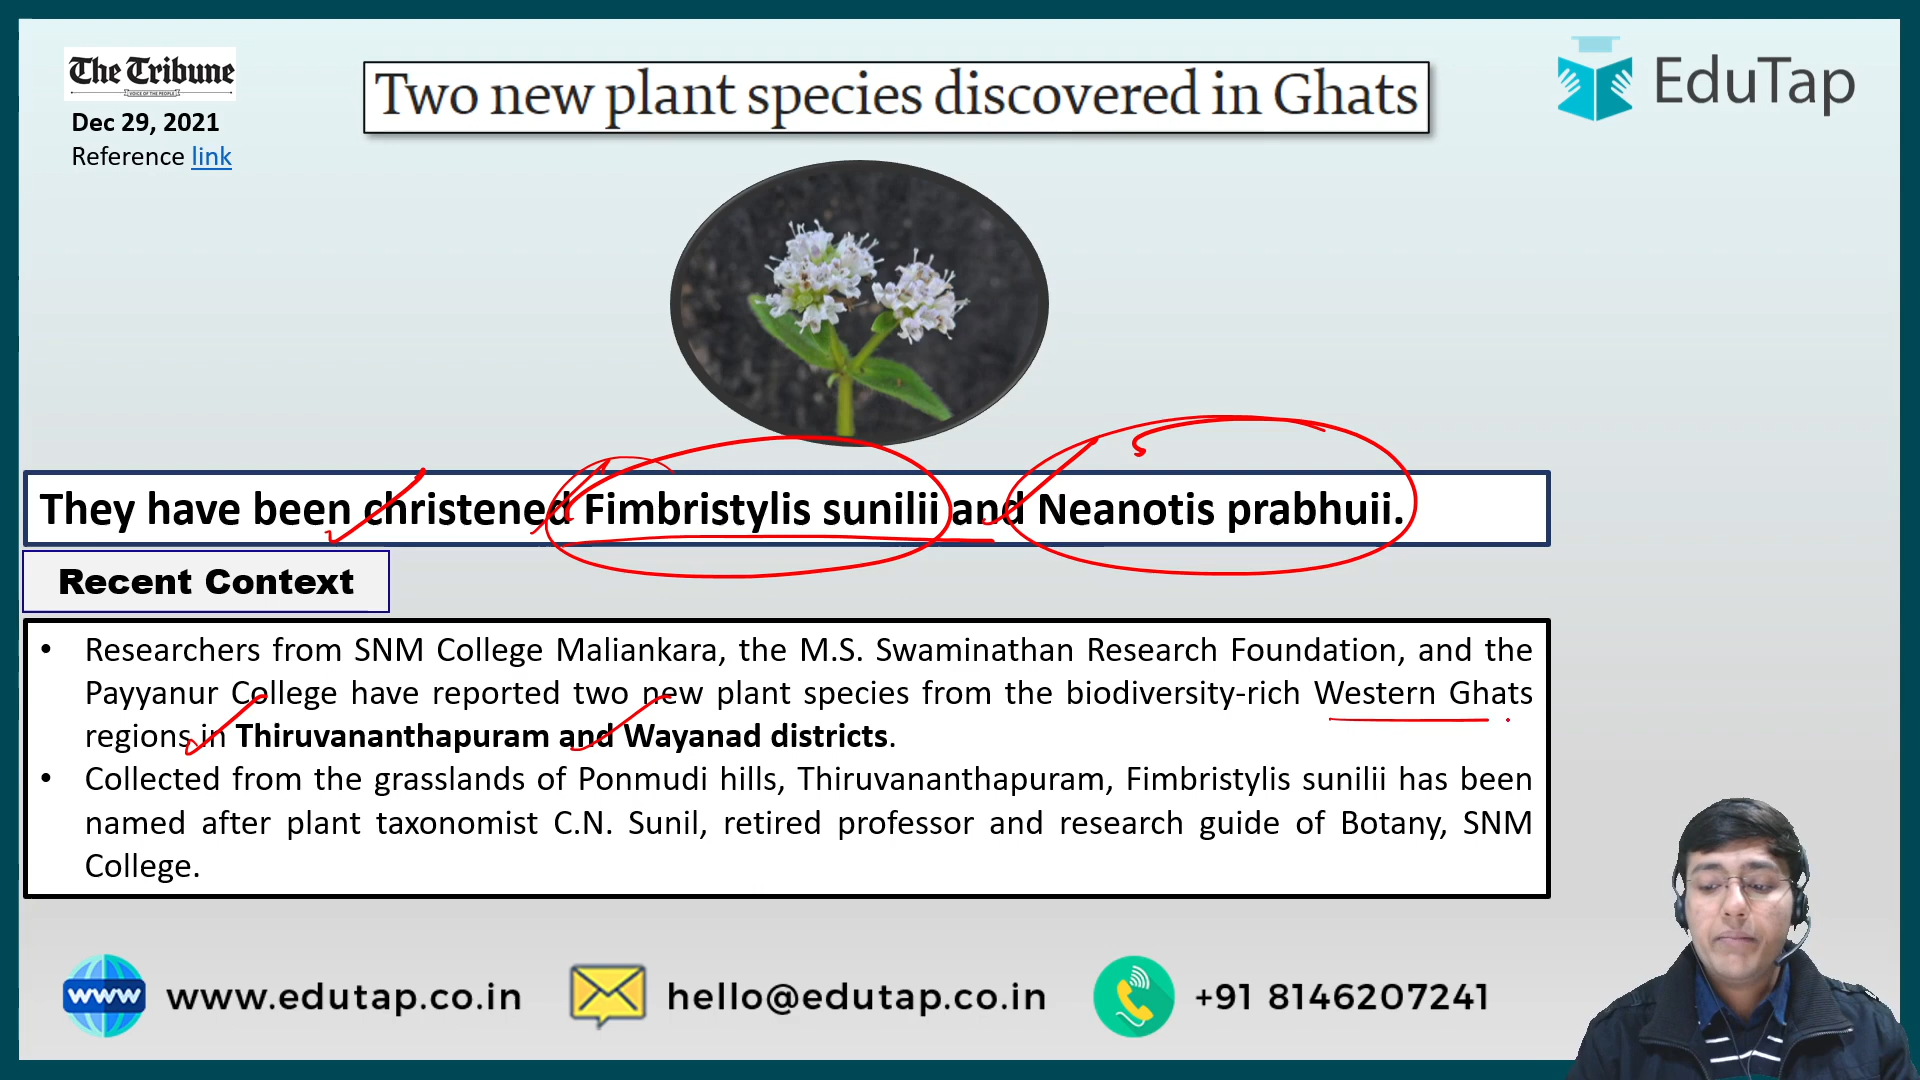 The Tribune
VOICE OF THE PEOPLE
Dec 29, 2021
Reference link
Two new plant species discovered in Ghats
EduTap
They have been christened Fimbristylis sunilii and Neanotis prabhuii.
Recent Context
• Researchers from SNM College Maliankara, the M.S. Swaminathan Research Foundation, and the
Payyanur College have reported two new plant species from the biodiversity-rich Western Ghats
regions in Thiruvananthapuram and Wayanad districts.
• Collected from the grasslands of Ponmudi hills, Thiruvananthapuram, Fimbristylis sunilii has been
named after plant taxonomist C.N. Sunil, retired professor and research guide of Botany, SNM
College.
www www.edutap.co.in hello@edutap.co.in +91 8146207241